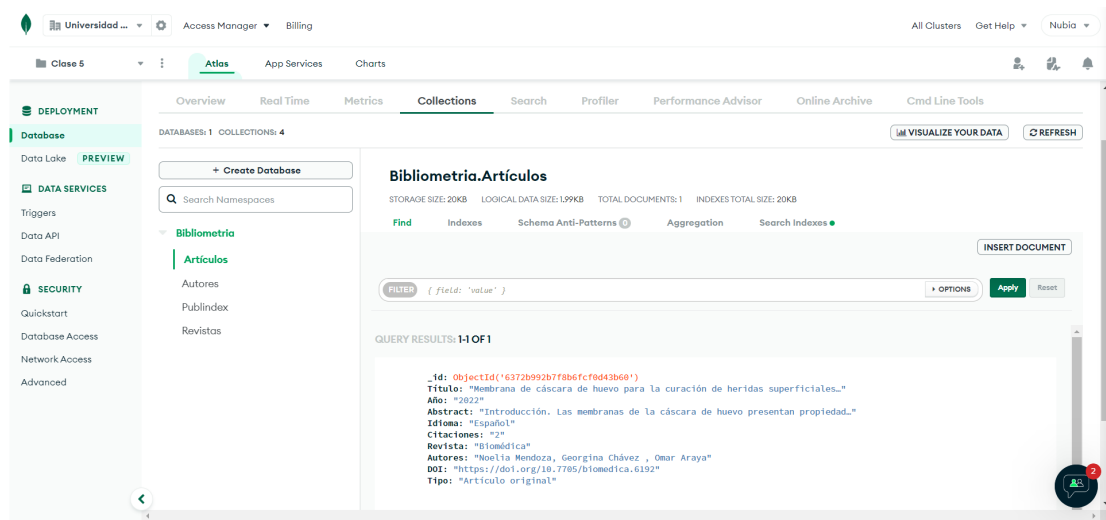 Universidad ... Access Manager Billing All Clusters Get Help Nubia
Clase 5 Atlas App Services Charts
DEPLOYMENT
Database
Data Lake PREVIEW
DATA SERVICES
Triggers
Data API
Data Federation
SECURITY
Quickstart
Database Access
Network Access
Advanced
Overview Real Time Metrics Collections Search Profiler Performance Advisor Online Archive Cmd Line Tools
DATABASES: 1 COLLECTIONS: 4 VISUALIZE YOUR DATA REFRESH
+ Create Database
Search Namespaces
Bibliometria
Artículos
Autores
Publindex
Revistas
Bibliometria.Artículos
STORAGE SIZE: 20KB LOGICAL DATA SIZE: 1.99KB TOTAL DOCUMENTS: 1 INDEXES TOTAL SIZE: 20KB
Find Indexes Schema Anti-Patterns 0 Aggregation Search Indexes
INSERT DOCUMENT
FILTER { field: 'value' } OPTIONS Apply Reset
QUERY RESULTS: 1-1 OF 1
_id: ObjectId('6372b992b7f8b6fcf0d43b60')
Título: "Membrana de cáscara de huevo para la curación de heridas superficiales…"
Año: "2022"
Abstract: "Introducción. Las membranas de la cáscara de huevo presentan propiedad…"
Idioma: "Español"
Citaciones: "2"
Revista: "Biomédica"
Autores: "Noelia Mendoza, Georgina Chávez , Omar Araya"
DOI: "https://doi.org/10.7705/biomedica.6192"
Tipo: "Artículo original"
2